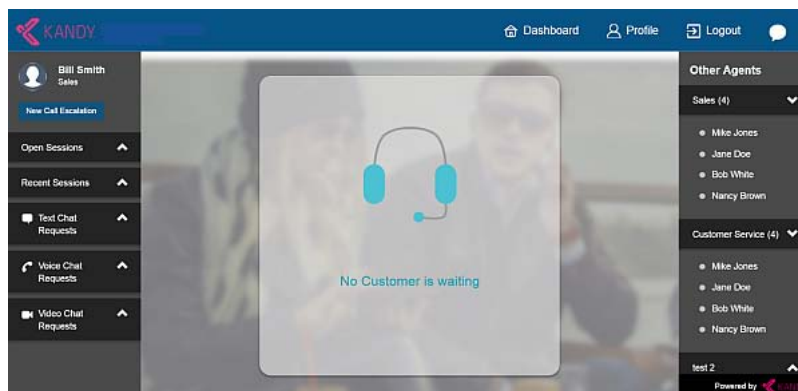 KANDY
Dashboard
Profile
Logout
Bill Smith
Sales
New Call Escalation
Open Sessions
Recent Sessions
Text Chat
Requests
Voice Chat
Requests
Video Chat
Requests
No Customer is waiting
Other Agents
Sales (4)
Mike Jones
Jane Doe
Bob White
Nancy Brown
Customer Service (4)
Mike Jones
Jane Doe
Bob White
Nancy Brown
test 2
Powered by KANDY